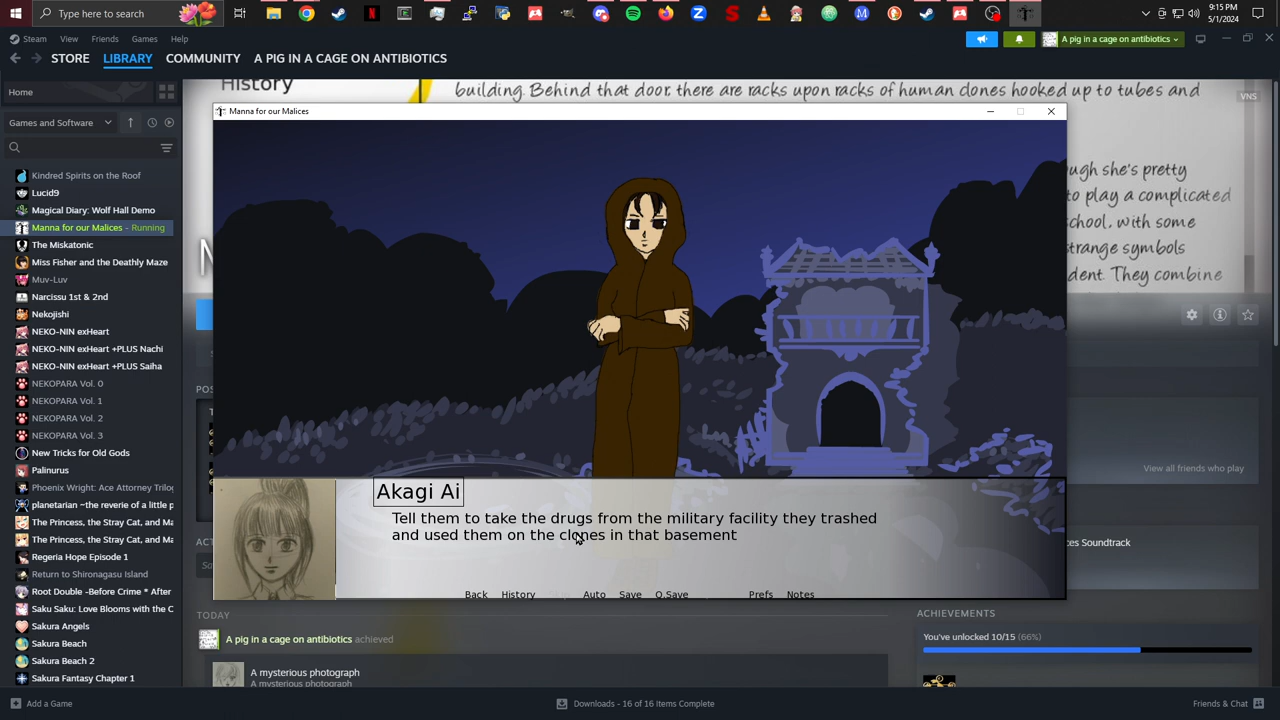 9:15 PM
5/1/2024
Steam View Friends Games Help
A pig in a cage on antibiotics
STORE LIBRARY COMMUNITY A PIG IN A CAGE ON ANTIBIOTICS
Home
History
building. Behind that door, there are racks upon racks of human clones hooked up to tubes and
VNS
Manna for our Malices
Games and Software
ough she's pretty
to play a complicated
school, with some
strange symbols
dent. They combine
Kindred Spirits on the Roof
Lucid9
Magical Diary: Wolf Hall Demo
Manna for our Malices - Running
The Miskatonic
Miss Fisher and the Deathly Maze
Muv-Luv
Narcissu 1st & 2nd
Nekojishi
NEKO-NIN exHeart
NEKO-NIN exHeart +PLUS Nachi
NEKO-NIN exHeart +PLUS Saiha
NEKOPARA Vol. 0
NEKOPARA Vol. 1
NEKOPARA Vol. 2
NEKOPARA Vol. 3
New Tricks for Old Dogs
Palinurus
Phoenix Wright: Ace Attorney Trilog
planetarian ~the reverie of a little p
The Princess, the Stray Cat, and Ma
The Princess, the Stray Cat, and Ma
Regeria Hope Episode 1
Return to Shironagasu Island
Root Double -Before Crime * After
Saku Saku: Love Blooms with the C
Sakura Angels
Sakura Beach
Sakura Beach 2
Sakura Fantasy Chapter 1
N
POS
T
View all friends who play
Akagi Ai
Tell them to take the drugs from the military facility they trashed
and used them on the clones in that basement
Back History Auto Save Q.Save Prefs Notes
ces Soundtrack
ACT
So
TODAY
A pig in a cage on antibiotics achieved
A mysterious photograph
A mysterious photograph
ACHIEVEMENTS
You've unlocked 10/15 (66%)
Add a Game
Downloads - 16 of 16 Items Complete
Friends & Chat